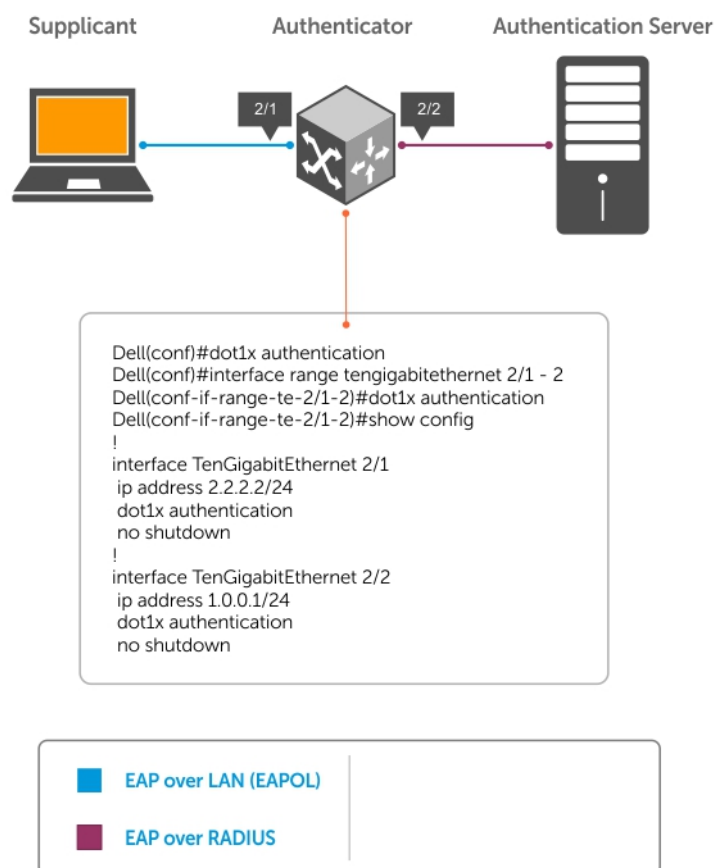 Supplicant
Authenticator
Authentication Server
2/1
2/2
Dell(conf)#dot1x authentication
Dell(conf)#interface range tengigabitethernet 2/1 - 2
Dell(conf-if-range-te-2/1-2)#dot1x authentication
Dell(conf-if-range-te-2/1-2)#show config
!
interface TenGigabitEthernet 2/1
ip address 2.2.2.2/24
dot1x authentication
no shutdown
!
interface TenGigabitEthernet 2/2
ip address 1.0.0.1/24
dot1x authentication
no shutdown
EAP over LAN (EAPOL)
EAP over RADIUS